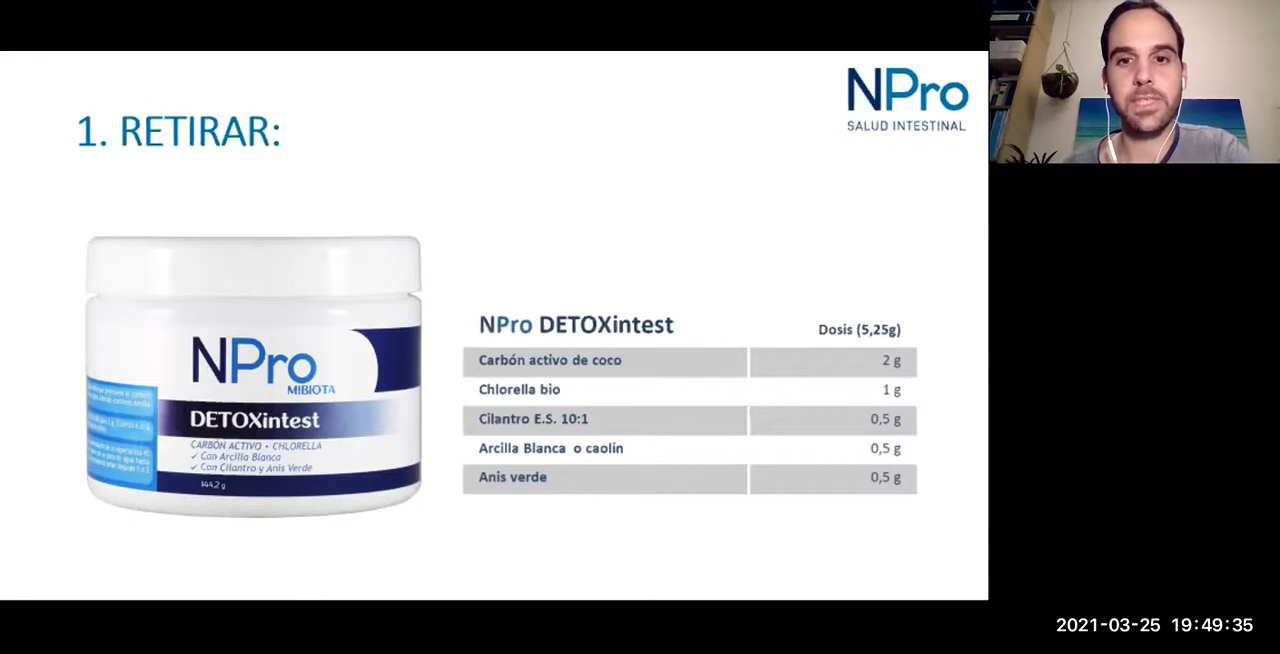 1. RETIRAR:
NPro
SALUD INTESTINAL
NPro
MIBIOTA
DETOXintest
CARBÓN ACTIVO • CHLORELLA
✓ Con Arcilla Blanca
✓ Con Cilantro y Anis Verde
344,2 g
NPro DETOXintest Dosis (5,25g)
Carbón activo de coco 2 g
Chlorella bio 1 g
Cilantro E.S. 10:1 0,5 g
Arcilla Blanca o caolín 0,5 g
Anis verde 0,5 g
2021-03-25 19:49:35